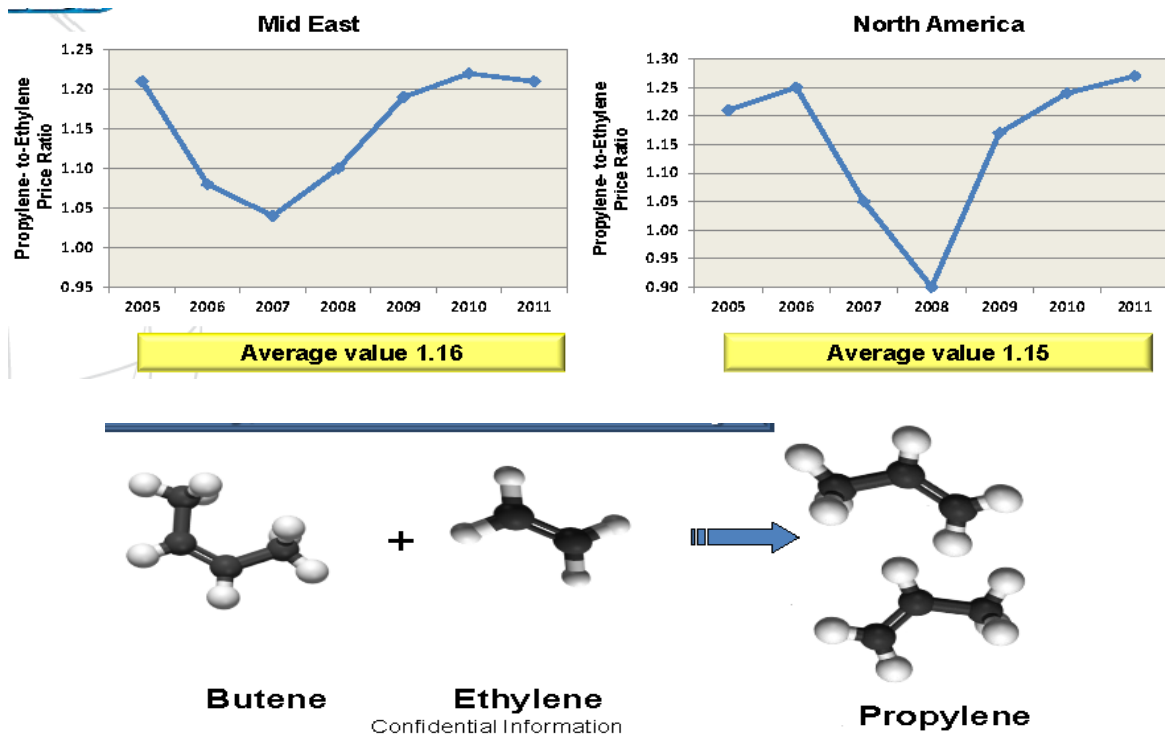 Mid East
Propylene- to-Ethylene
Price Ratio
1.25
1.20
1.15
1.10
1.05
1.00
0.95
2005 2006 2007 2008 2009 2010 2011
Average value 1.16
North America
Propylene- to-Ethylene
Price Ratio
1.30
1.25
1.20
1.15
1.10
1.05
1.00
0.95
0.90
2005 2006 2007 2008 2009 2010 2011
Average value 1.15
+
Butene
Ethylene
Propylene
Confidential Information